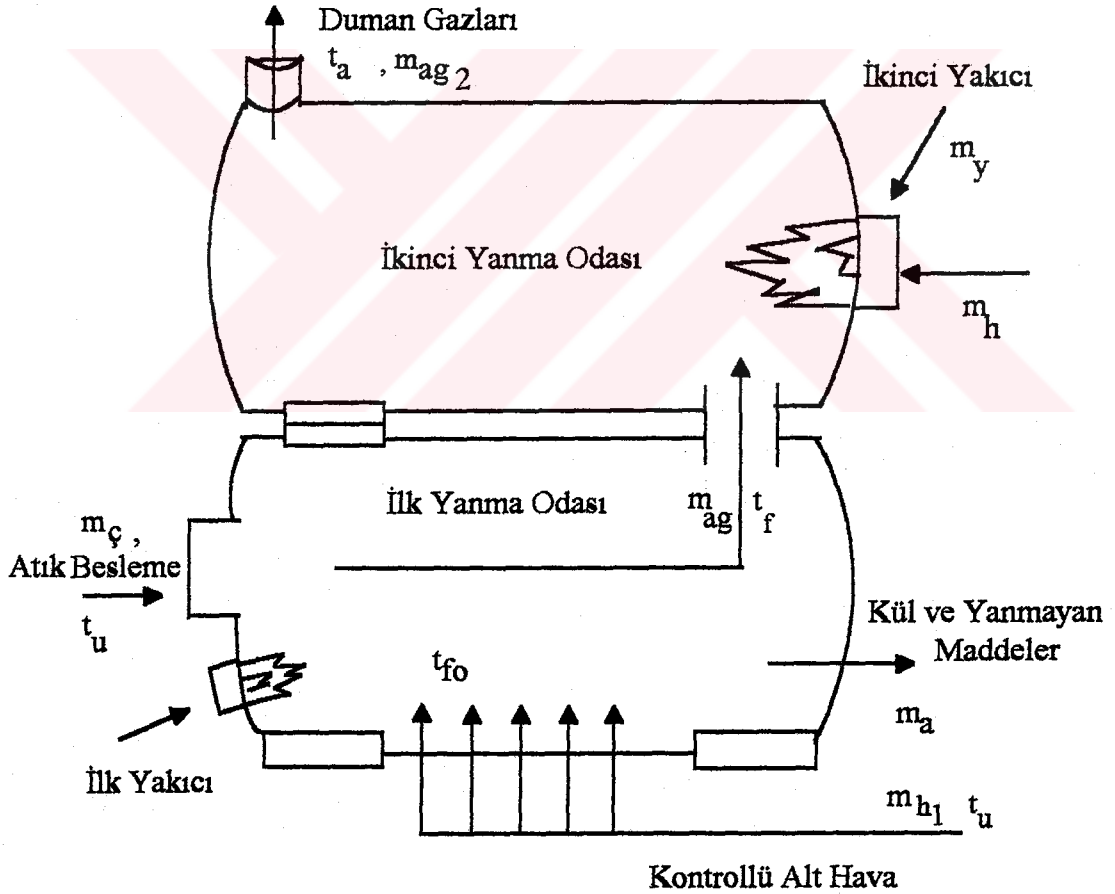 Duman Gazları
t_a , m_ag2
İkinci Yakıcı
m_y
İkinci Yanma Odası
m_h
İlk Yanma Odası
m_ag t_f
m_ç ,
Atık Besleme
t_u
Kül ve Yanmayan
Maddeler
t_fo
m_a
İlk Yakıcı
m_h1 t_u
Kontrollü Alt Hava